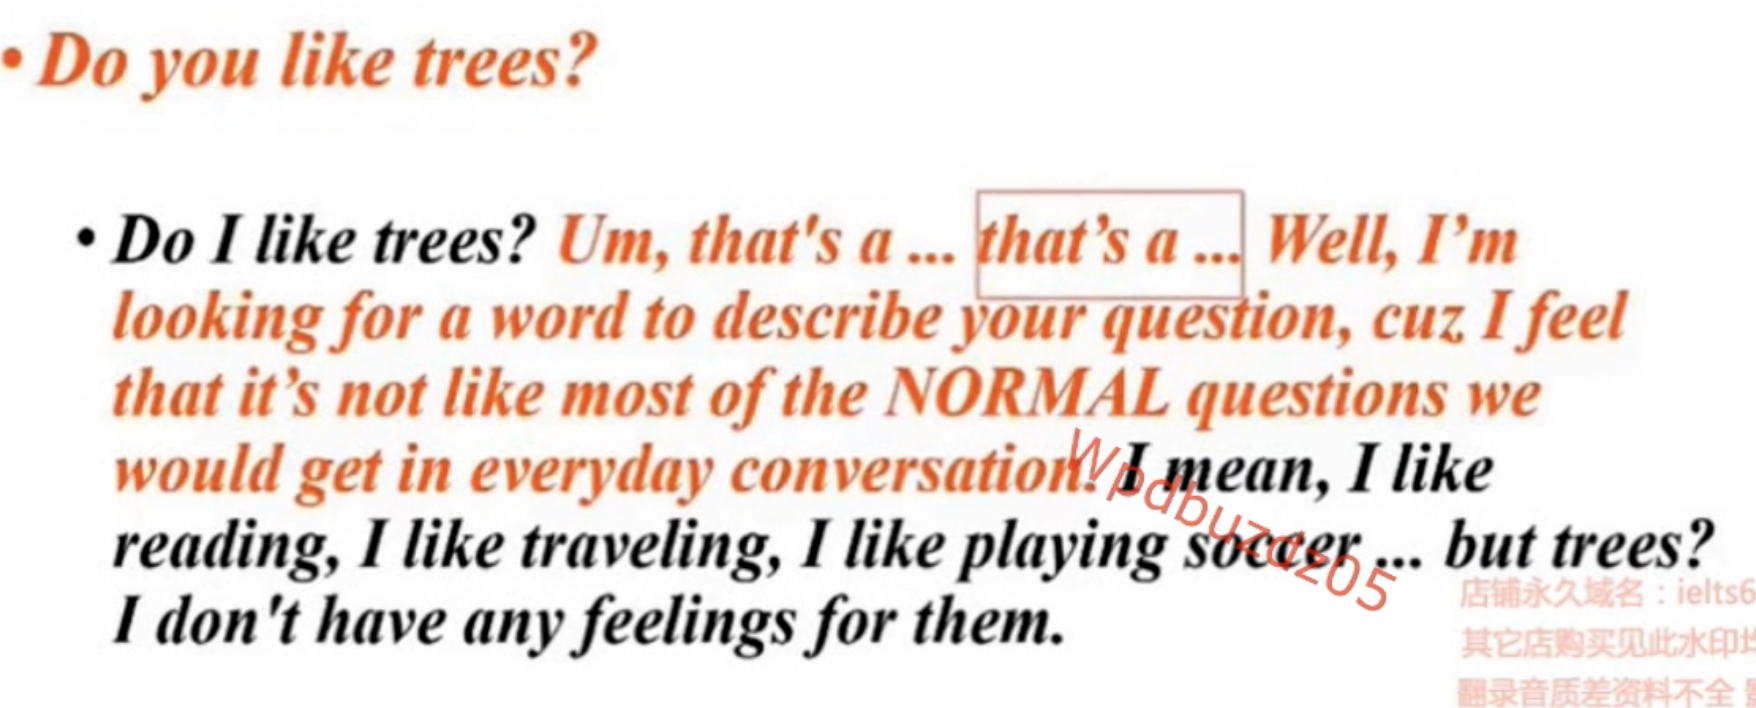 • Do you like trees?
• Do I like trees? Um, that's a ... that’s a ... Well, I’m
looking for a word to describe your question, cuz I feel
that it’s not like most of the NORMAL questions we
would get in everyday conversation. I mean, I like
reading, I like traveling, I like playing soccer ... but trees?
I don't have any feelings for them.
Wpdbuzdz05
店铺永久域名：ielts6
其它店购买见此水印均
翻录音质差资料不全